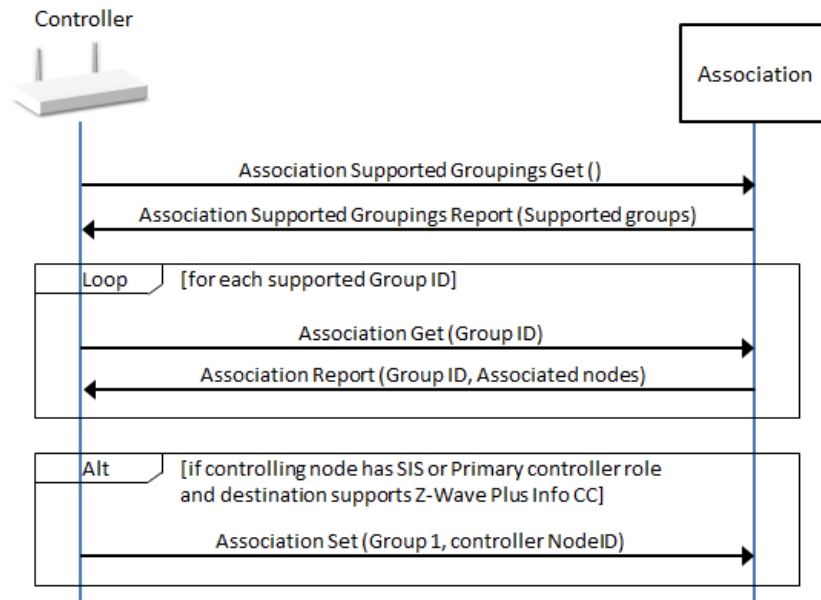 Controller
Association
Association Supported Groupings Get ()
Association Supported Groupings Report (Supported groups)
Loop [for each supported Group ID]
Association Get (Group ID)
Association Report (Group ID, Associated nodes)
Alt [if controlling node has SIS or Primary controller role
and destination supports Z-Wave Plus Info CC]
Association Set (Group 1, controller NodeID)